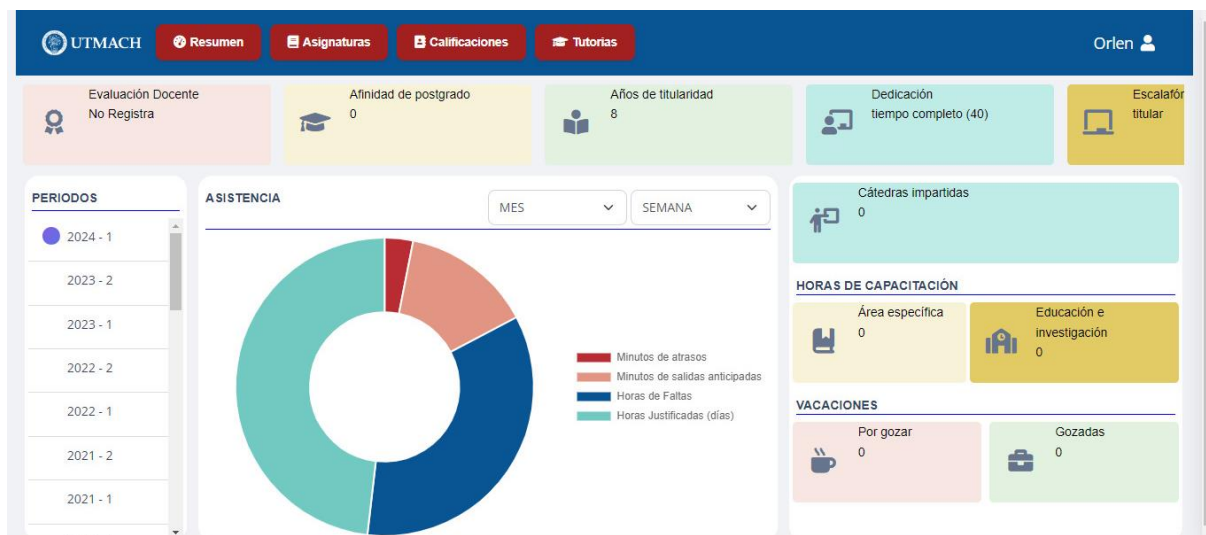 UTMACH
Resumen
Asignaturas
Calificaciones
Tutorias
Orlen
Evaluación Docente
No Registra
Afinidad de postgrado
0
Años de titularidad
8
Dedicación
tiempo completo (40)
Escalafór
titular
PERIODOS
2024 - 1
2023 - 2
2023 - 1
2022 - 2
2022 - 1
2021 - 2
2021 - 1
ASISTENCIA
MES
SEMANA
Minutos de atrasos
Minutos de salidas anticipadas
Horas de Faltas
Horas Justificadas (días)
Cátedras impartidas
0
HORAS DE CAPACITACIÓN
Área específica
0
Educación e
investigación
0
VACACIONES
Por gozar
0
Gozadas
0